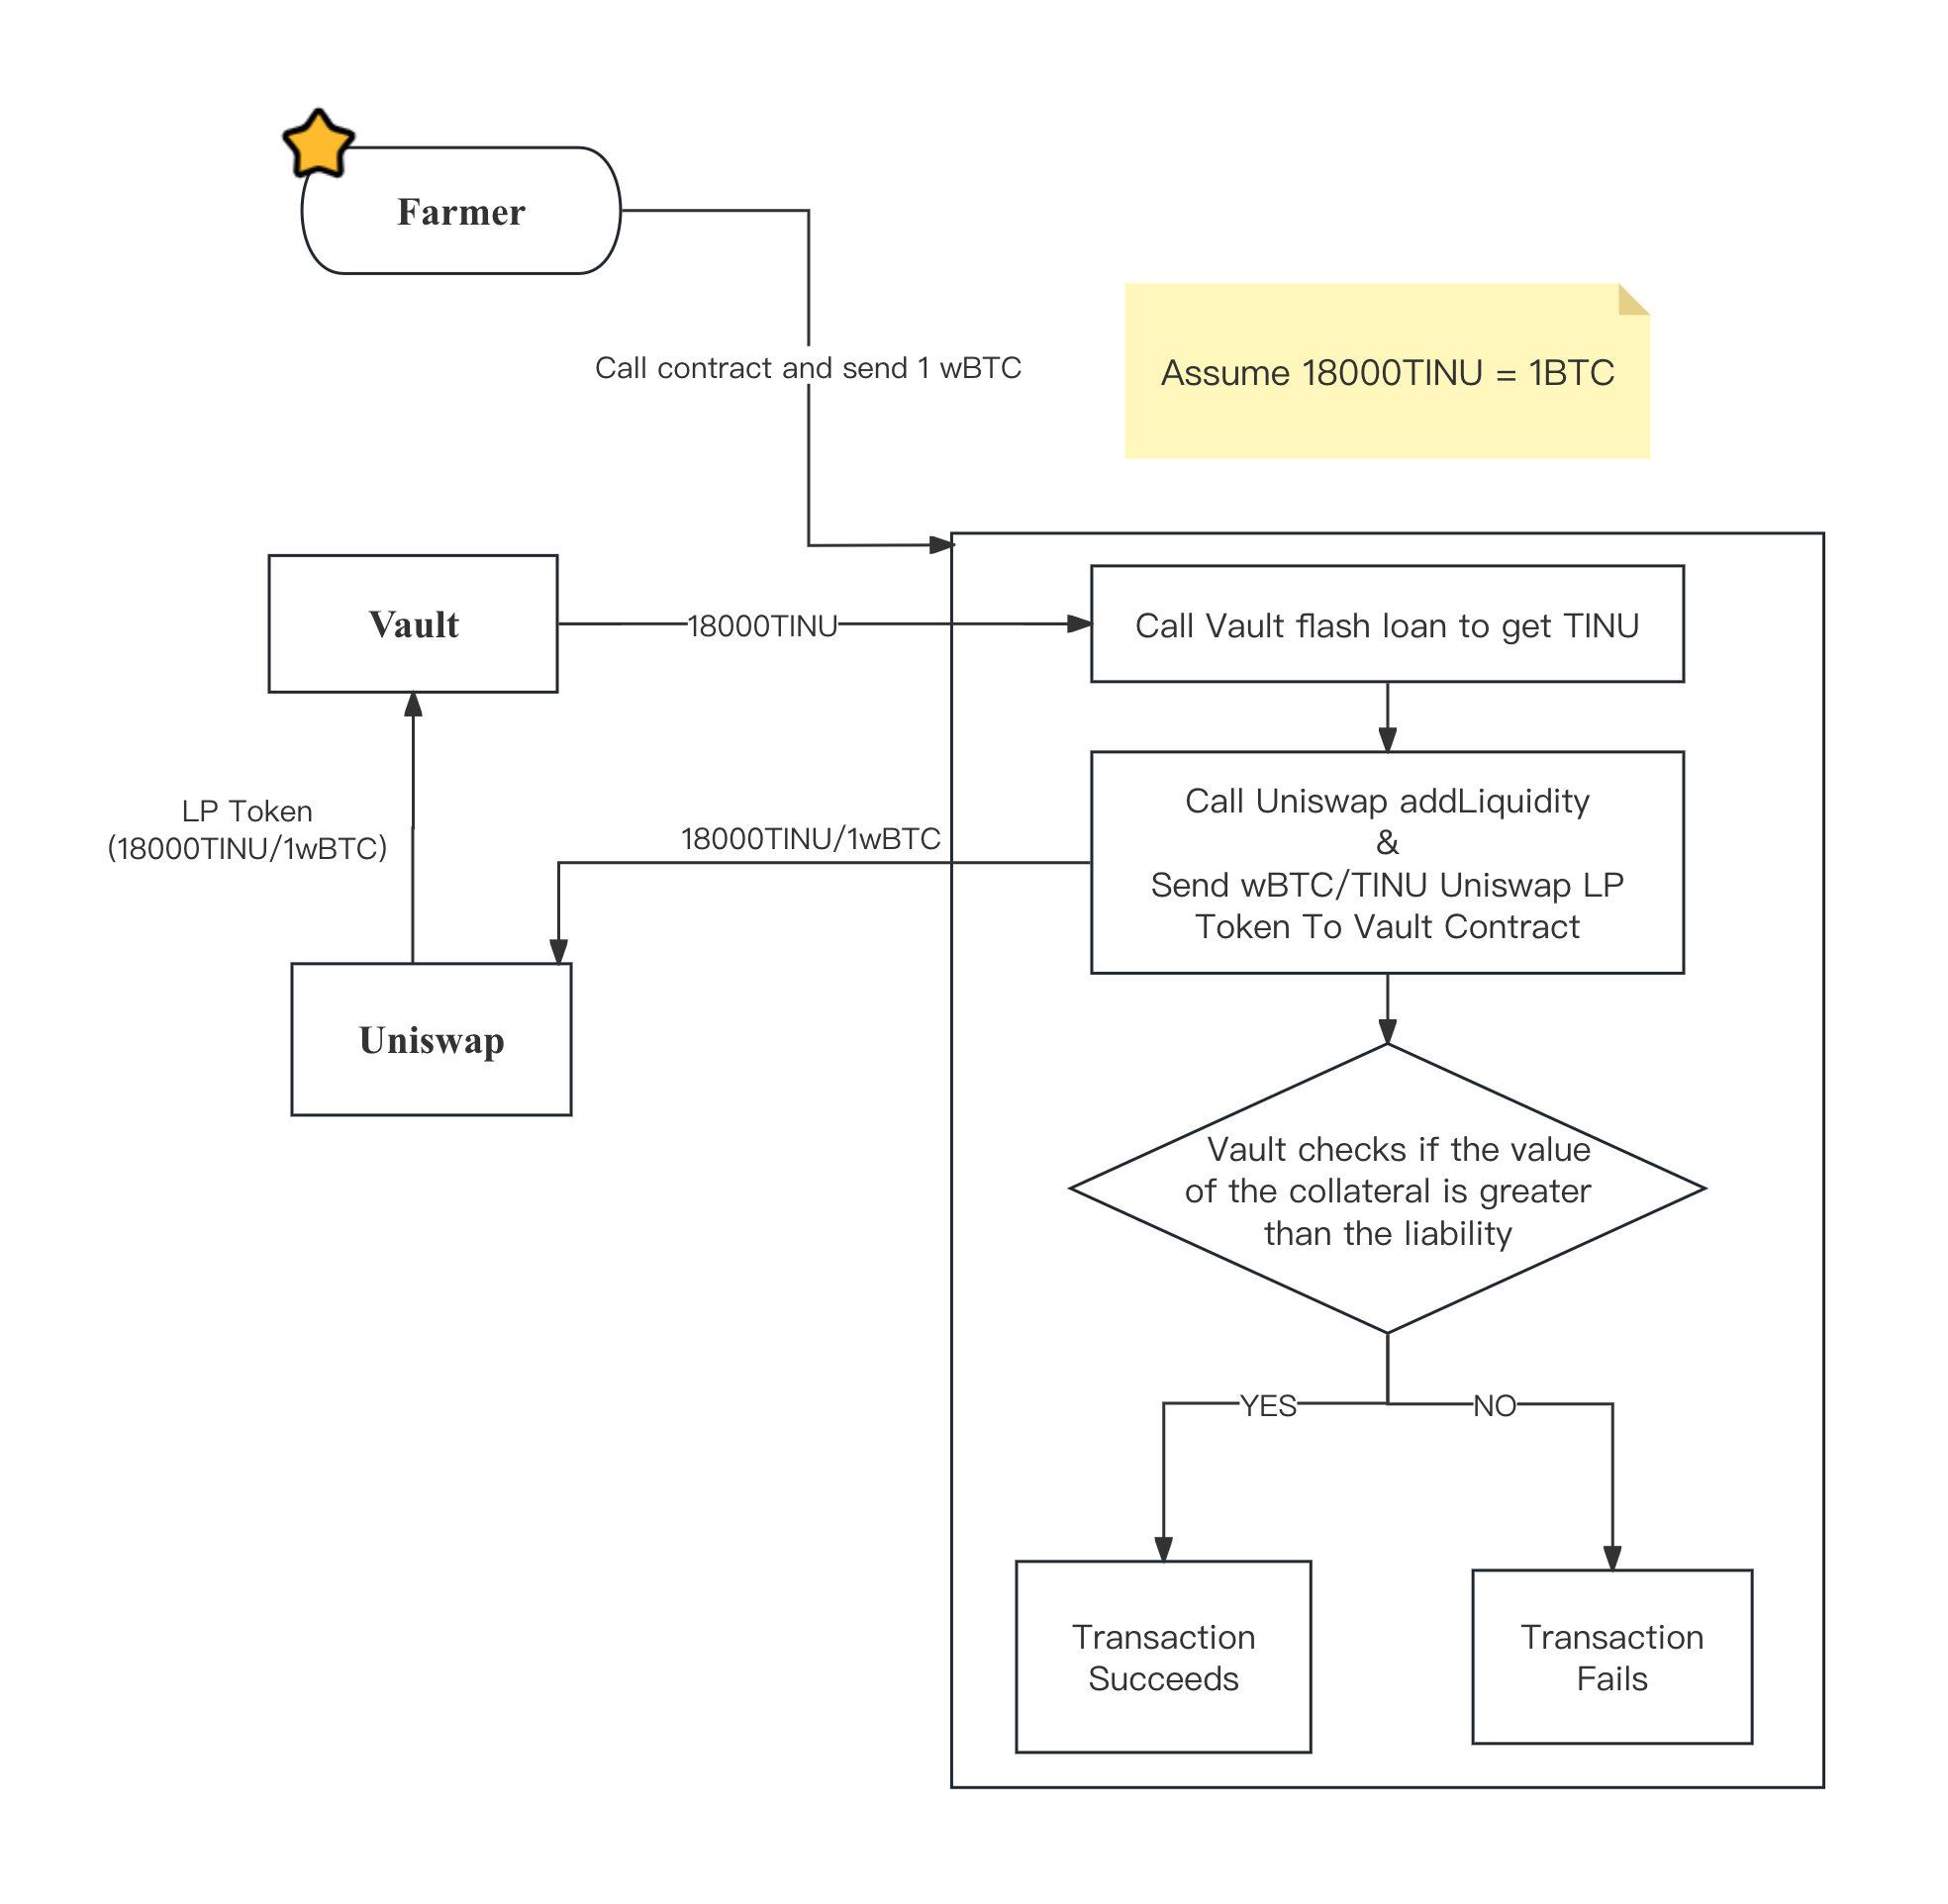 Farmer
Call contract and send 1 wBTC
Assume 18000TINU = 1BTC
Vault
18000TINU
Call Vault flash loan to get TINU
LP Token
(18000TINU/1wBTC)
18000TINU/1wBTC
Call Uniswap addLiquidity
&
Send wBTC/TINU Uniswap LP
Token To Vault Contract
Uniswap
Vault checks if the value
of the collateral is greater
than the liability
YES
NO
Transaction
Succeeds
Transaction
Fails